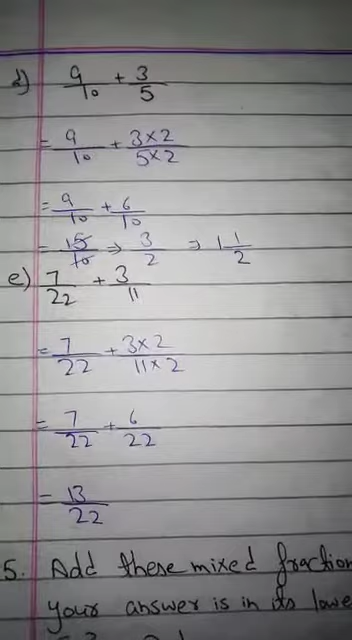 d) 9/10 + 3/5
= 9/10 + 3×2/5×2
= 9/10 + 6/10
= 15/10 ⇒ 3/2 ⇒ 1 1/2
e) 7/22 + 3/11
= 7/22 + 3×2/11×2
= 7/22 + 6/22
= 13/22
5. Add these mixed fraction
your answer is in its lowe